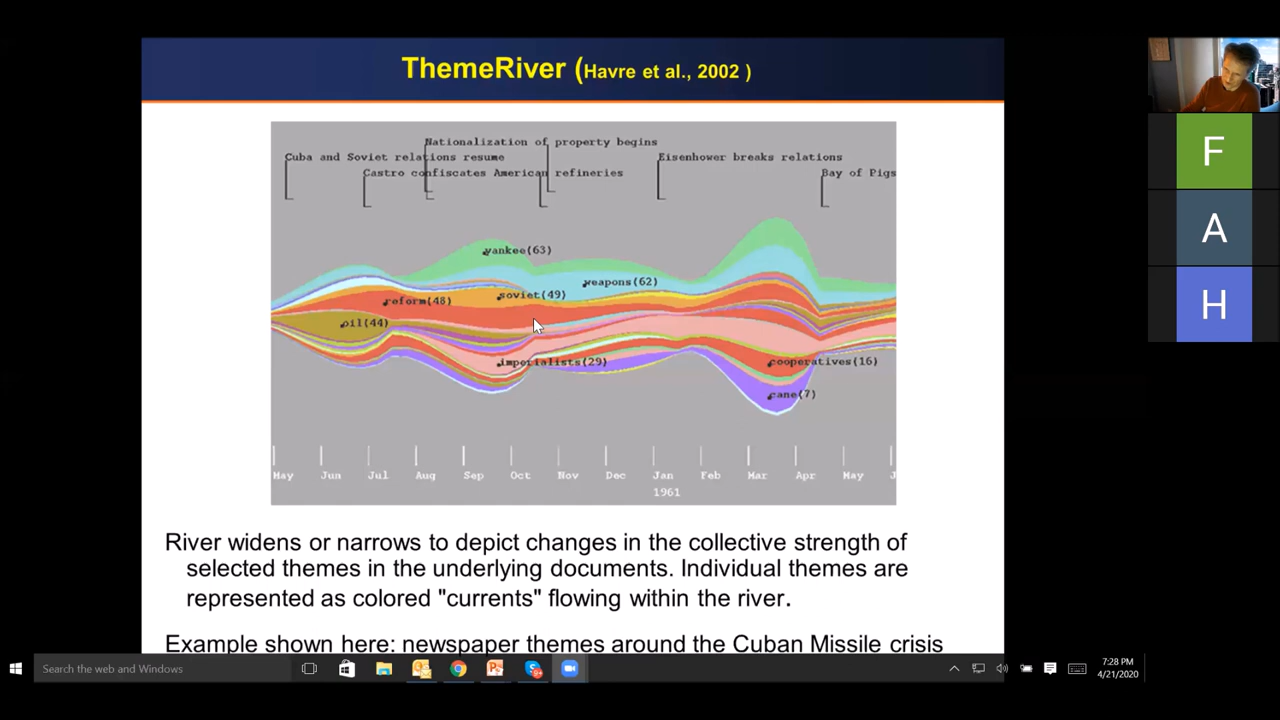 ThemeRiver (Havre et al., 2002 )
Nationalization of property begins
Cuba and Soviet relations resume
Eisenhower breaks relations
Castro confiscates American refineries
Bay of Pigs
yankee(63)
weapons(62)
soviet(49)
reform(48)
oil(44)
imperialists(29)
cooperatives(16)
cane(7)
May Jun Jul Aug Sep Oct Nov Dec Jan Feb Mar Apr May J
1961
River widens or narrows to depict changes in the collective strength of
selected themes in the underlying documents. Individual themes are
represented as colored "currents" flowing within the river.
Example shown here: newspaper themes around the Cuban Missile crisis
F
A
H
Search the web and Windows
7:28 PM
4/21/2020